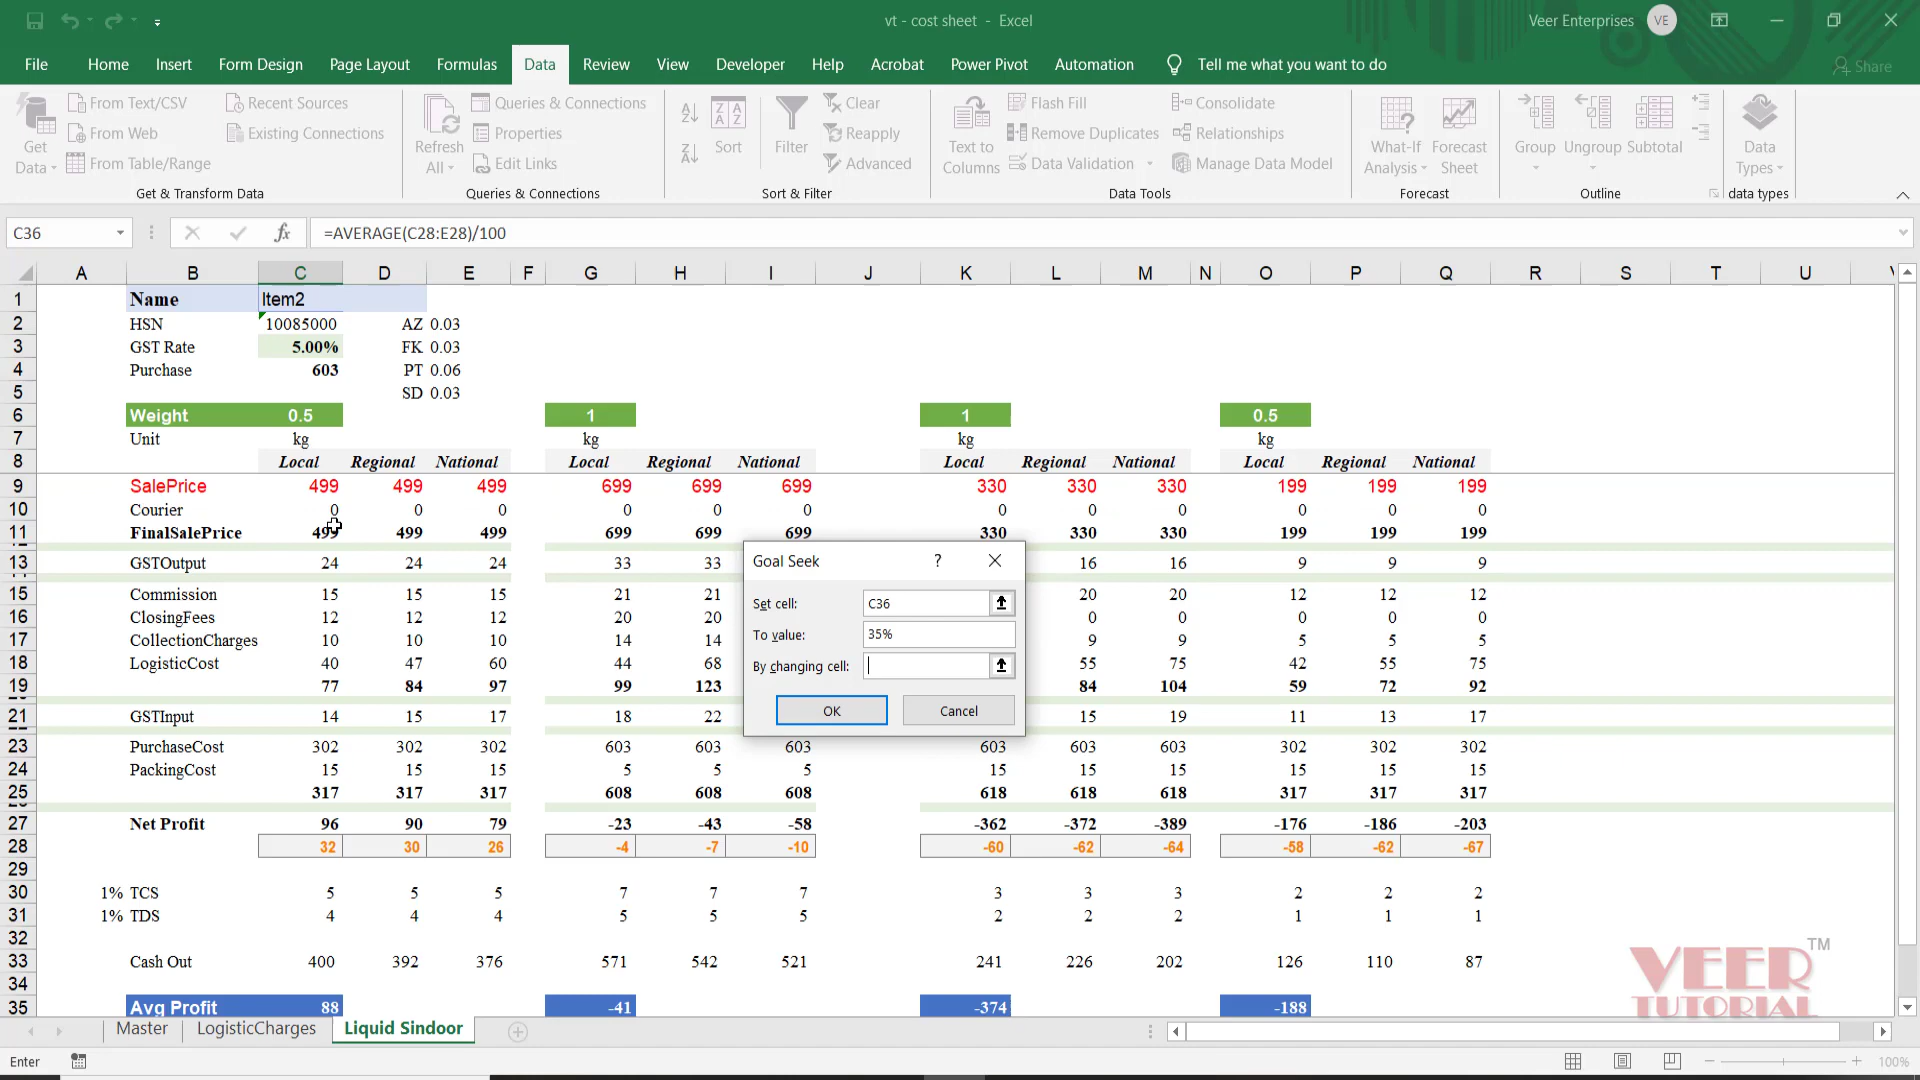 vt - cost sheet - Excel
Veer Enterprises VE
File Home Insert Form Design Page Layout Formulas Data Review View Developer Help Acrobat Power Pivot Automation Tell me what you want to do Share
Get Data From Text/CSV From Web From Table/Range Recent Sources Existing Connections
Refresh All Queries & Connections Properties Edit Links
Sort Filter Clear Reapply Advanced
Text to Columns Flash Fill Remove Duplicates Data Validation Consolidate Relationships Manage Data Model
What-If Analysis Forecast Sheet
Group Ungroup Subtotal
Data Types
Get & Transform Data Queries & Connections Sort & Filter Data Tools Forecast Outline data types
C36 fx =AVERAGE(C28:E28)/100
A B C D E F G H I J K L M N O P Q R S T U
1 Name Item2
2 HSN 10085000 AZ 0.03
3 GST Rate 5.00% FK 0.03
4 Purchase 603 PT 0.06
5 SD 0.03
6 Weight 0.5 1 1 0.5
7 Unit kg kg kg kg
8 Local Regional National Local Regional National Local Regional National Local Regional National
9 SalePrice 499 499 499 699 699 699 330 330 330 199 199 199
10 Courier 0 0 0 0 0 0 0 0 0 0 0 0
11 FinalSalePrice 499 499 499 699 699 699 330 330 330 199 199 199
13 GSTOutput 24 24 24 33 33 16 16 9 9 9
15 Commission 15 15 15 21 21 20 20 12 12 12
16 ClosingFees 12 12 12 20 20 0 0 0 0 0
17 CollectionCharges 10 10 10 14 14 9 9 5 5 5
18 LogisticCost 40 47 60 44 68 55 75 42 55 75
19 77 84 97 99 123 84 104 59 72 92
21 GSTInput 14 15 17 18 22 15 19 11 13 17
23 PurchaseCost 302 302 302 603 603 603 603 603 603 302 302 302
24 PackingCost 15 15 15 5 5 5 15 15 15 15 15 15
25 317 317 317 608 608 608 618 618 618 317 317 317
27 Net Profit 96 90 79 -23 -43 -58 -362 -372 -389 -176 -186 -203
28 32 30 26 -4 -7 -10 -60 -62 -64 -58 -62 -67
29
30 1% TCS 5 5 5 7 7 7 3 3 3 2 2 2
31 1% TDS 4 4 4 5 5 5 2 2 2 1 1 1
32
33 Cash Out 400 392 376 571 542 521 241 226 202 126 110 87
34
35 Avg Profit 88 -41 -374 -188
Goal Seek ?
Set cell: C36
To value: 35%
By changing cell:
OK Cancel
VEER TM
TUTORIAL
Master LogisticCharges Liquid Sindoor
Enter 100%